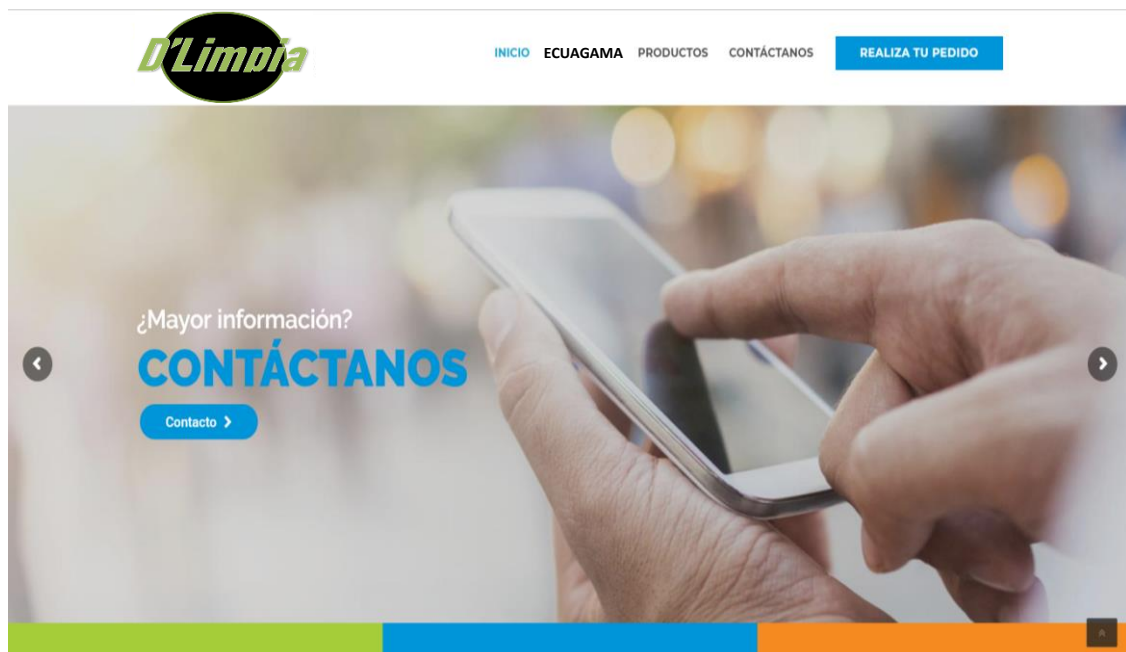 D'Limpia
INICIO ECUAGAMA PRODUCTOS CONTÁCTANOS REALIZA TU PEDIDO
¿Mayor información?
CONTÁCTANOS
Contacto